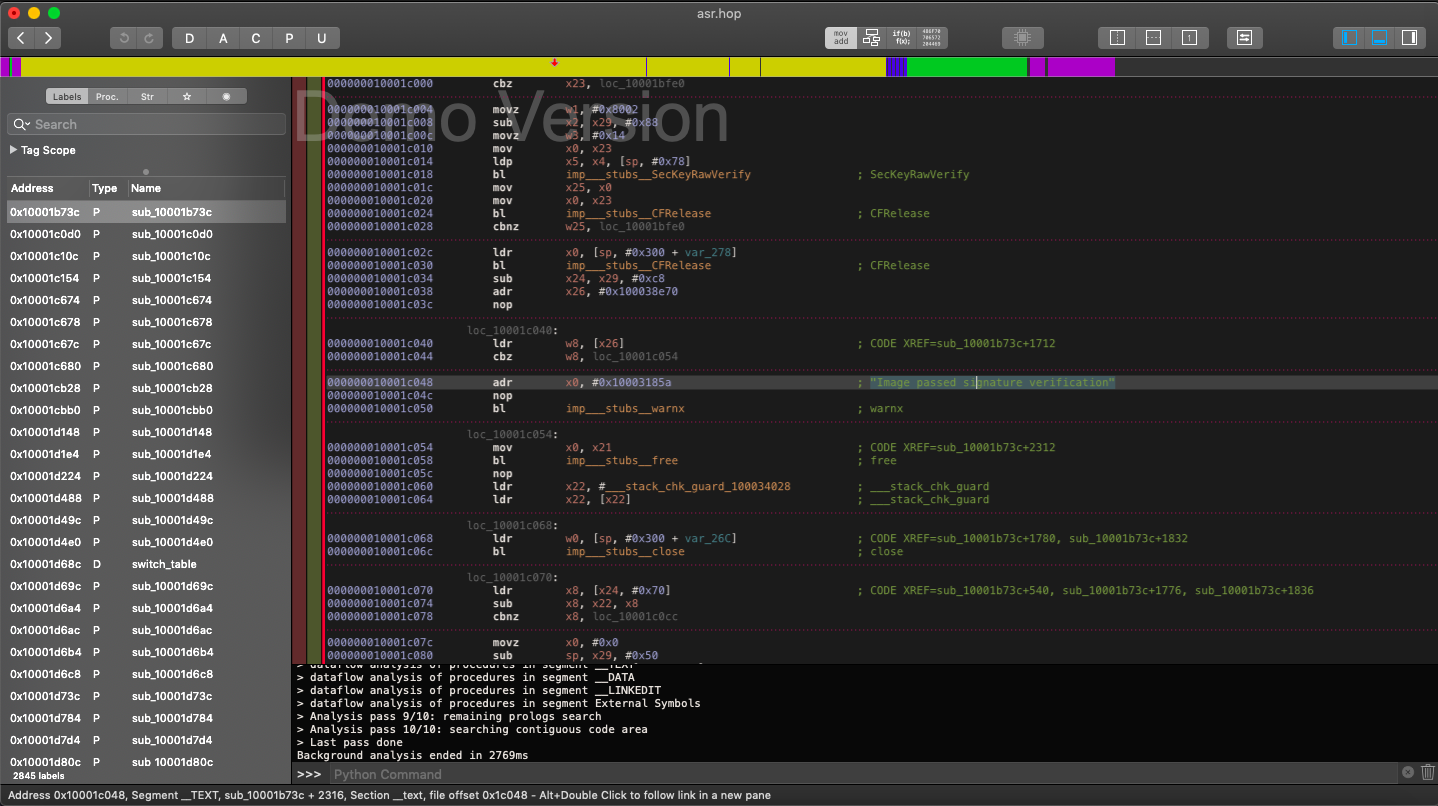 asr.hop
D A C P U
mov add
if(b) f(x);
Labels Proc. Str
Search
Tag Scope
Address Type Name
0x10001b73c P sub_10001b73c
0x10001c0d0 P sub_10001c0d0
0x10001c10c P sub_10001c10c
0x10001c154 P sub_10001c154
0x10001c674 P sub_10001c674
0x10001c678 P sub_10001c678
0x10001c67c P sub_10001c67c
0x10001c680 P sub_10001c680
0x10001cb28 P sub_10001cb28
0x10001cbb0 P sub_10001cbb0
0x10001d148 P sub_10001d148
0x10001d1e4 P sub_10001d1e4
0x10001d224 P sub_10001d224
0x10001d488 P sub_10001d488
0x10001d49c P sub_10001d49c
0x10001d4e0 P sub_10001d4e0
0x10001d68c D switch_table
0x10001d69c P sub_10001d69c
0x10001d6a4 P sub_10001d6a4
0x10001d6ac P sub_10001d6ac
0x10001d6b4 P sub_10001d6b4
0x10001d6c8 P sub_10001d6c8
0x10001d73c P sub_10001d73c
0x10001d784 P sub_10001d784
0x10001d7d4 P sub_10001d7d4
0x10001d80c P sub 10001d80c
2845 labels
Demo Version
000000010001c000 cbz x23, loc_10001bfe0
000000010001c004 movz w1, #0x8002
000000010001c008 sub x2, x29, #0x88
000000010001c00c movz w3, #0x14
000000010001c010 mov x0, x23
000000010001c014 ldp x5, x4, [sp, #0x78]
000000010001c018 bl imp___stubs__SecKeyRawVerify ; SecKeyRawVerify
000000010001c01c mov x25, x0
000000010001c020 mov x0, x23
000000010001c024 bl imp___stubs__CFRelease ; CFRelease
000000010001c028 cbnz w25, loc_10001bfe0
000000010001c02c ldr x0, [sp, #0x300 + var_278]
000000010001c030 bl imp___stubs__CFRelease ; CFRelease
000000010001c034 sub x24, x29, #0xc8
000000010001c038 adr x26, #0x100038e70
000000010001c03c nop
loc_10001c040:
000000010001c040 ldr w8, [x26] ; CODE XREF=sub_10001b73c+1712
000000010001c044 cbz w8, loc_10001c054
000000010001c048 adr x0, #0x10003185a ; "Image passed signature verification"
000000010001c04c nop
000000010001c050 bl imp___stubs__warnx ; warnx
loc_10001c054:
000000010001c054 mov x0, x21 ; CODE XREF=sub_10001b73c+2312
000000010001c058 bl imp___stubs__free ; free
000000010001c05c nop
000000010001c060 ldr x22, #___stack_chk_guard_100034028 ; ___stack_chk_guard
000000010001c064 ldr x22, [x22] ; ___stack_chk_guard
loc_10001c068:
000000010001c068 ldr w0, [sp, #0x300 + var_26C] ; CODE XREF=sub_10001b73c+1780, sub_10001b73c+1832
000000010001c06c bl imp___stubs__close ; close
loc_10001c070:
000000010001c070 ldr x8, [x24, #0x70] ; CODE XREF=sub_10001b73c+540, sub_10001b73c+1776, sub_10001b73c+1836
000000010001c074 sub x8, x22, x8
000000010001c078 cbnz x8, loc_10001c0cc
000000010001c07c movz x0, #0x0
000000010001c080 sub sp, x29, #0x50
> dataflow analysis of procedures in segment __TEXT
> dataflow analysis of procedures in segment __DATA
> dataflow analysis of procedures in segment __LINKEDIT
> dataflow analysis of procedures in segment External Symbols
> Analysis pass 9/10: remaining prologs search
> Analysis pass 10/10: searching contiguous code area
> Last pass done
Background analysis ended in 2769ms
>>> Python Command
Address 0x10001c048, Segment __TEXT, sub_10001b73c + 2316, Section __text, file offset 0x1c048 - Alt+Double Click to follow link in a new pane